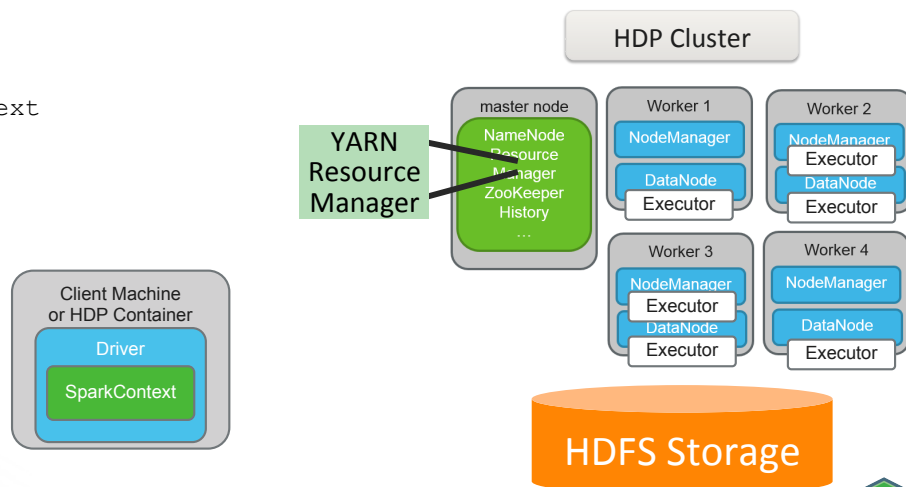 HDP Cluster
ext
YARN
Resource
Manager
master node
NameNode
Resource
Manager
ZooKeeper
History
...
Worker 1
NodeManager
DataNode
Executor
Worker 2
NodeManager
Executor
DataNode
Executor
Worker 3
NodeManager
Executor
DataNode
Executor
Worker 4
NodeManager
DataNode
Executor
Client Machine
or HDP Container
Driver
SparkContext
HDFS Storage